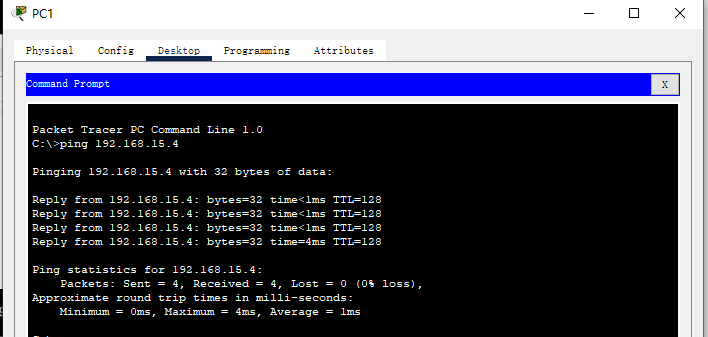 PC1
Physical Config Desktop Programming Attributes
Command Prompt X
Packet Tracer PC Command Line 1.0
C:\>ping 192.168.15.4
Pinging 192.168.15.4 with 32 bytes of data:
Reply from 192.168.15.4: bytes=32 time<1ms TTL=128
Reply from 192.168.15.4: bytes=32 time<1ms TTL=128
Reply from 192.168.15.4: bytes=32 time<1ms TTL=128
Reply from 192.168.15.4: bytes=32 time=4ms TTL=128
Ping statistics for 192.168.15.4:
Packets: Sent = 4, Received = 4, Lost = 0 (0% loss),
Approximate round trip times in milli-seconds:
Minimum = 0ms, Maximum = 4ms, Average = 1ms